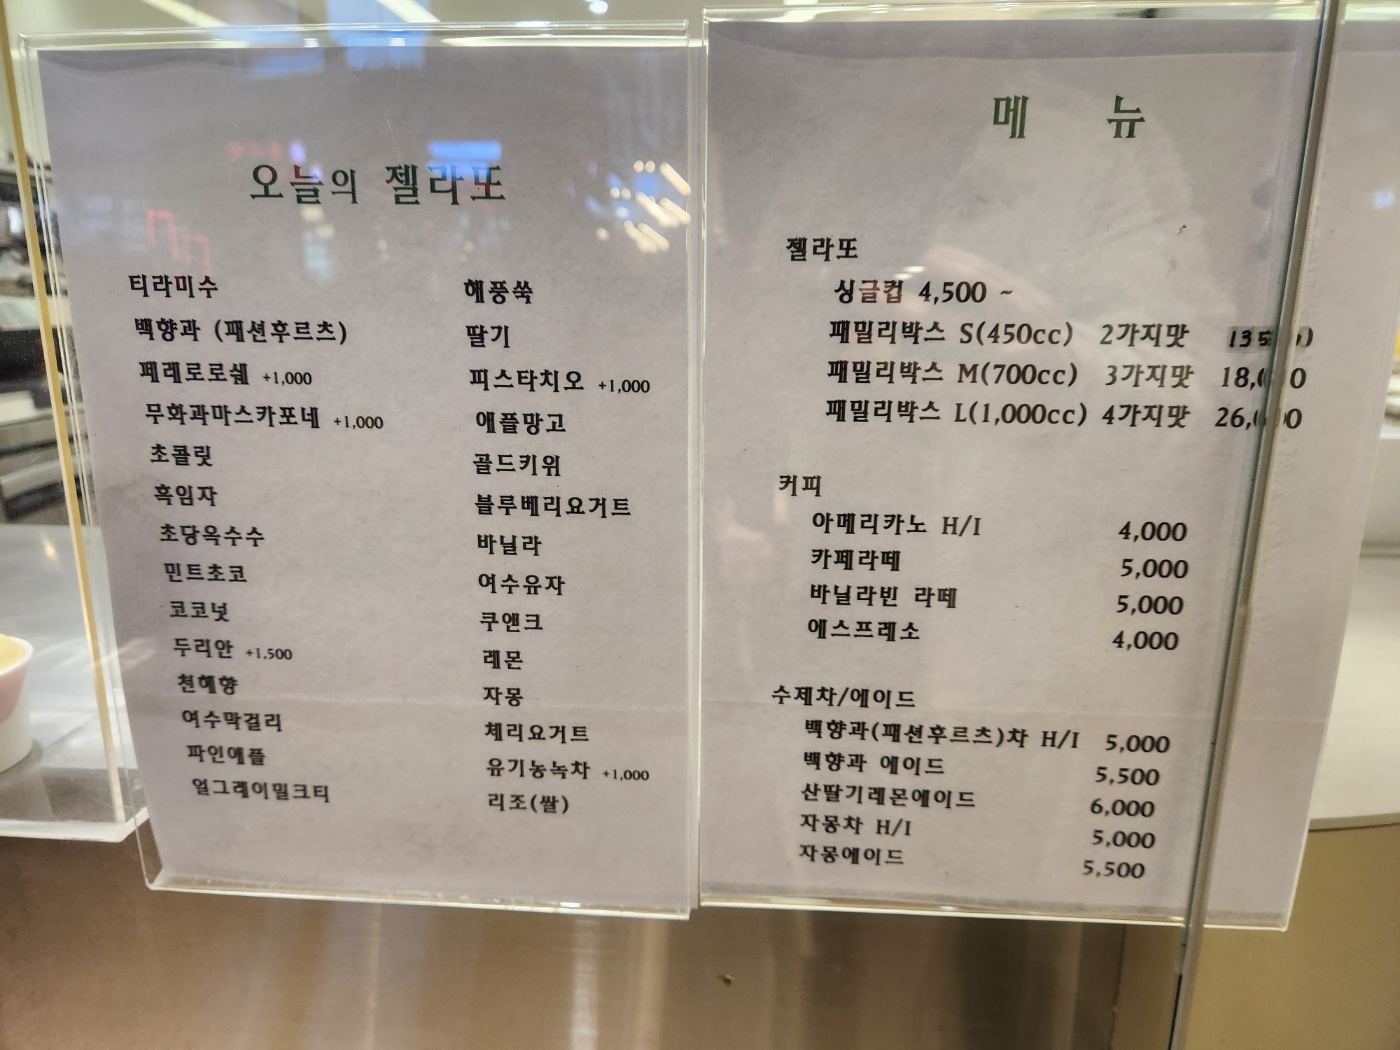 오늘의 젤라또
티라미수
백향과 (패션후르츠)
페레로로쉐 +1,000
무화과마스카포네 +1,000
초콜릿
흑임자
초당옥수수
민트초코
코코넛
두리안 +1,500
천혜향
여수막걸리
파인애플
얼그레이밀크티
해풍쑥
딸기
피스타치오 +1,000
애플망고
골드키위
블루베리요거트
바닐라
여수유자
쿠앤크
레몬
자몽
체리요거트
유기농녹차 +1,000
리조(쌀)
메 뉴
젤라또
싱글컵 4,500 ~
패밀리박스 S(450cc) 2가지맛
패밀리박스 M(700cc) 3가지맛 18,000
패밀리박스 L(1,000cc) 4가지맛 26,000
커피
아메리카노 H/I 4,000
카페라떼 5,000
바닐라빈 라떼 5,000
에스프레소 4,000
수제차/에이드
백향과(패션후르츠)차 H/I 5,000
백향과 에이드 5,500
산딸기레몬에이드 6,000
자몽차 H/I 5,000
자몽에이드 5,500